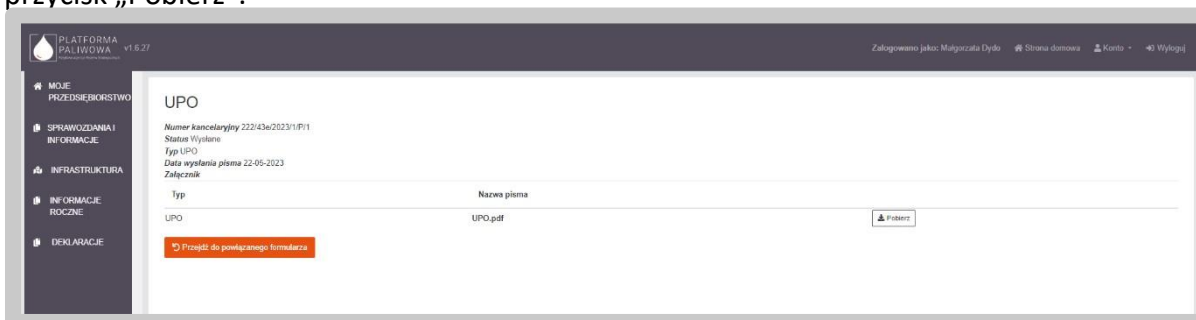 przycisk „Pobierz”.
PLATFORMA
PALIWOWA v1.6.27
Zalogowano jako: Małgorzata Dydo Strona domowa Konto Wyloguj
MOJE
PRZEDSIĘBIORSTWO
SPRAWOZDANIA I
INFORMACJE
INFRASTRUKTURA
INFORMACJE
ROCZNE
DEKLARACJE
UPO
Numer kancelaryjny 222/43e/2023/1/P/1
Status Wysłane
Typ UPO
Data wysłania pisma 22-05-2023
Załącznik
Typ Nazwa pisma
UPO UPO.pdf Pobierz
Przejdź do powiązanego formularza